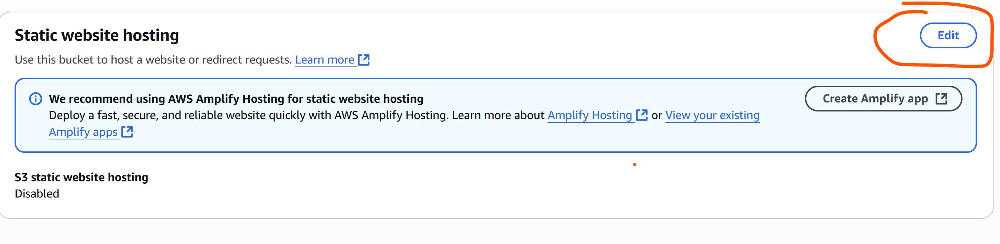 Static website hosting
Edit
Use this bucket to host a website or redirect requests. Learn more
We recommend using AWS Amplify Hosting for static website hosting
Create Amplify app
Deploy a fast, secure, and reliable website quickly with AWS Amplify Hosting. Learn more about Amplify Hosting or View your existing
Amplify apps
S3 static website hosting
Disabled